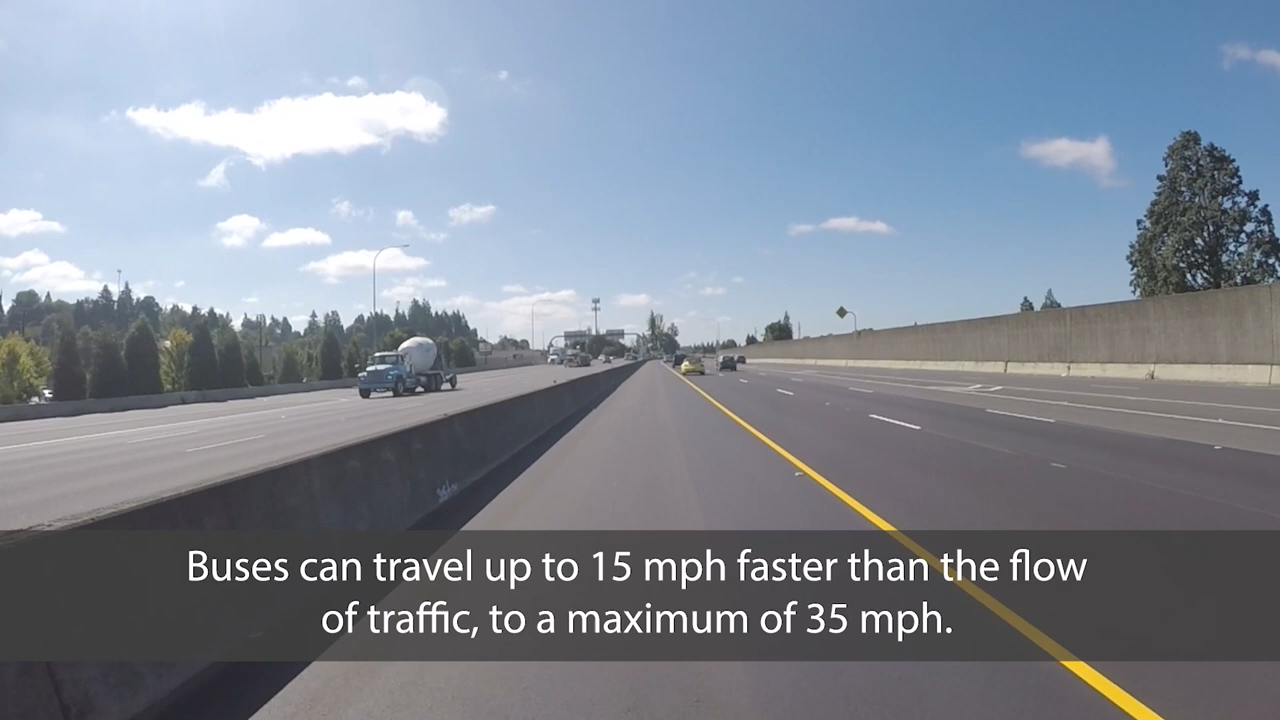 Buses can travel up to 15 mph faster than the flow
of traffic, to a maximum of 35 mph.